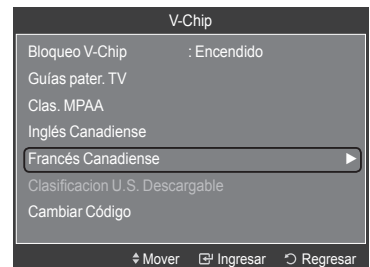 V-Chip
Bloqueo V-Chip : Encendido
Guías pater. TV
Clas. MPAA
Inglés Canadiense
Francés Canadiense
Clasificacion U.S. Descargable
Cambiar Código
Mover Ingresar Regresar